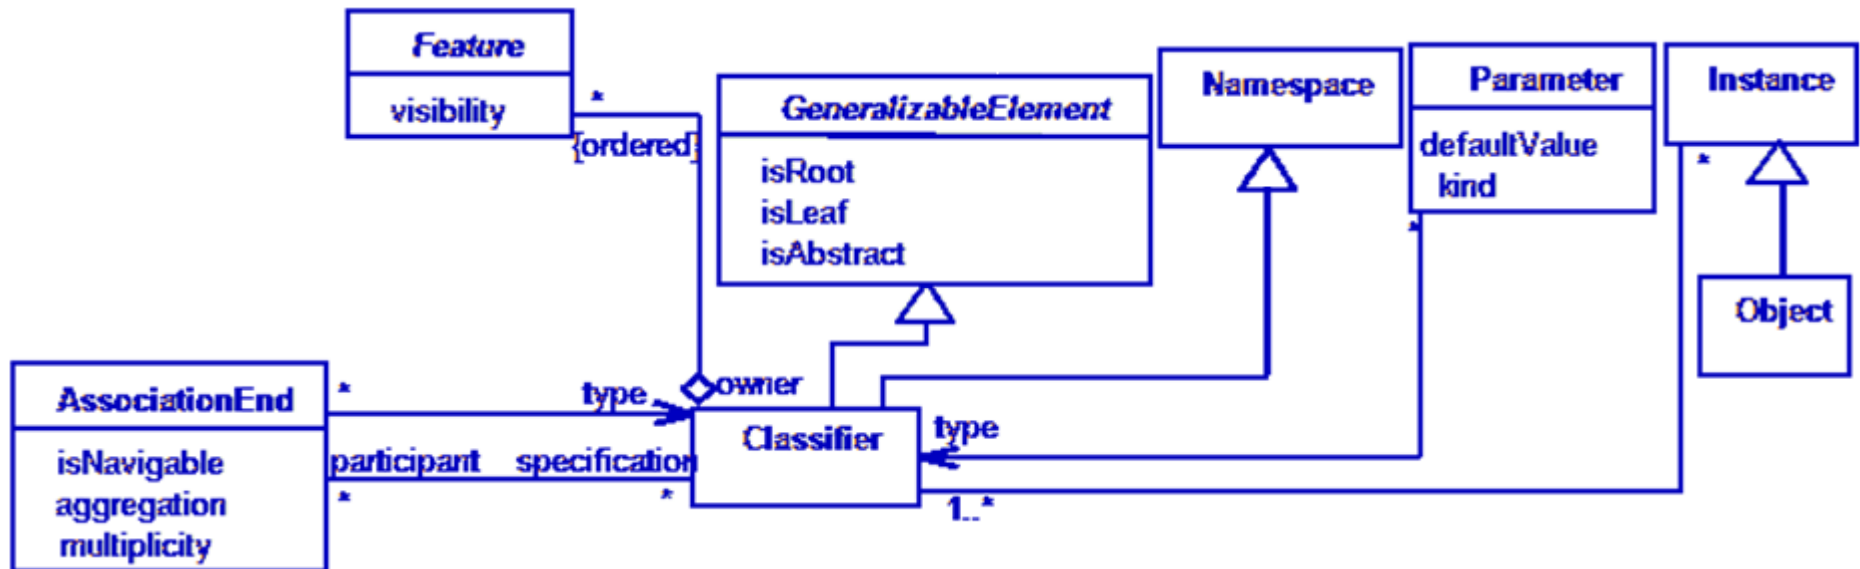 Feature
visibility
*
{ordered}
GeneralizableElement
isRoot
isLeaf
isAbstract
Namespace
Parameter
defaultValue
kind
*
Instance
*
Object
AssociationEnd
isNavigable
aggregation
multiplicity
*
type
owner
participant
specification
*
*
Classifier
type
1..*